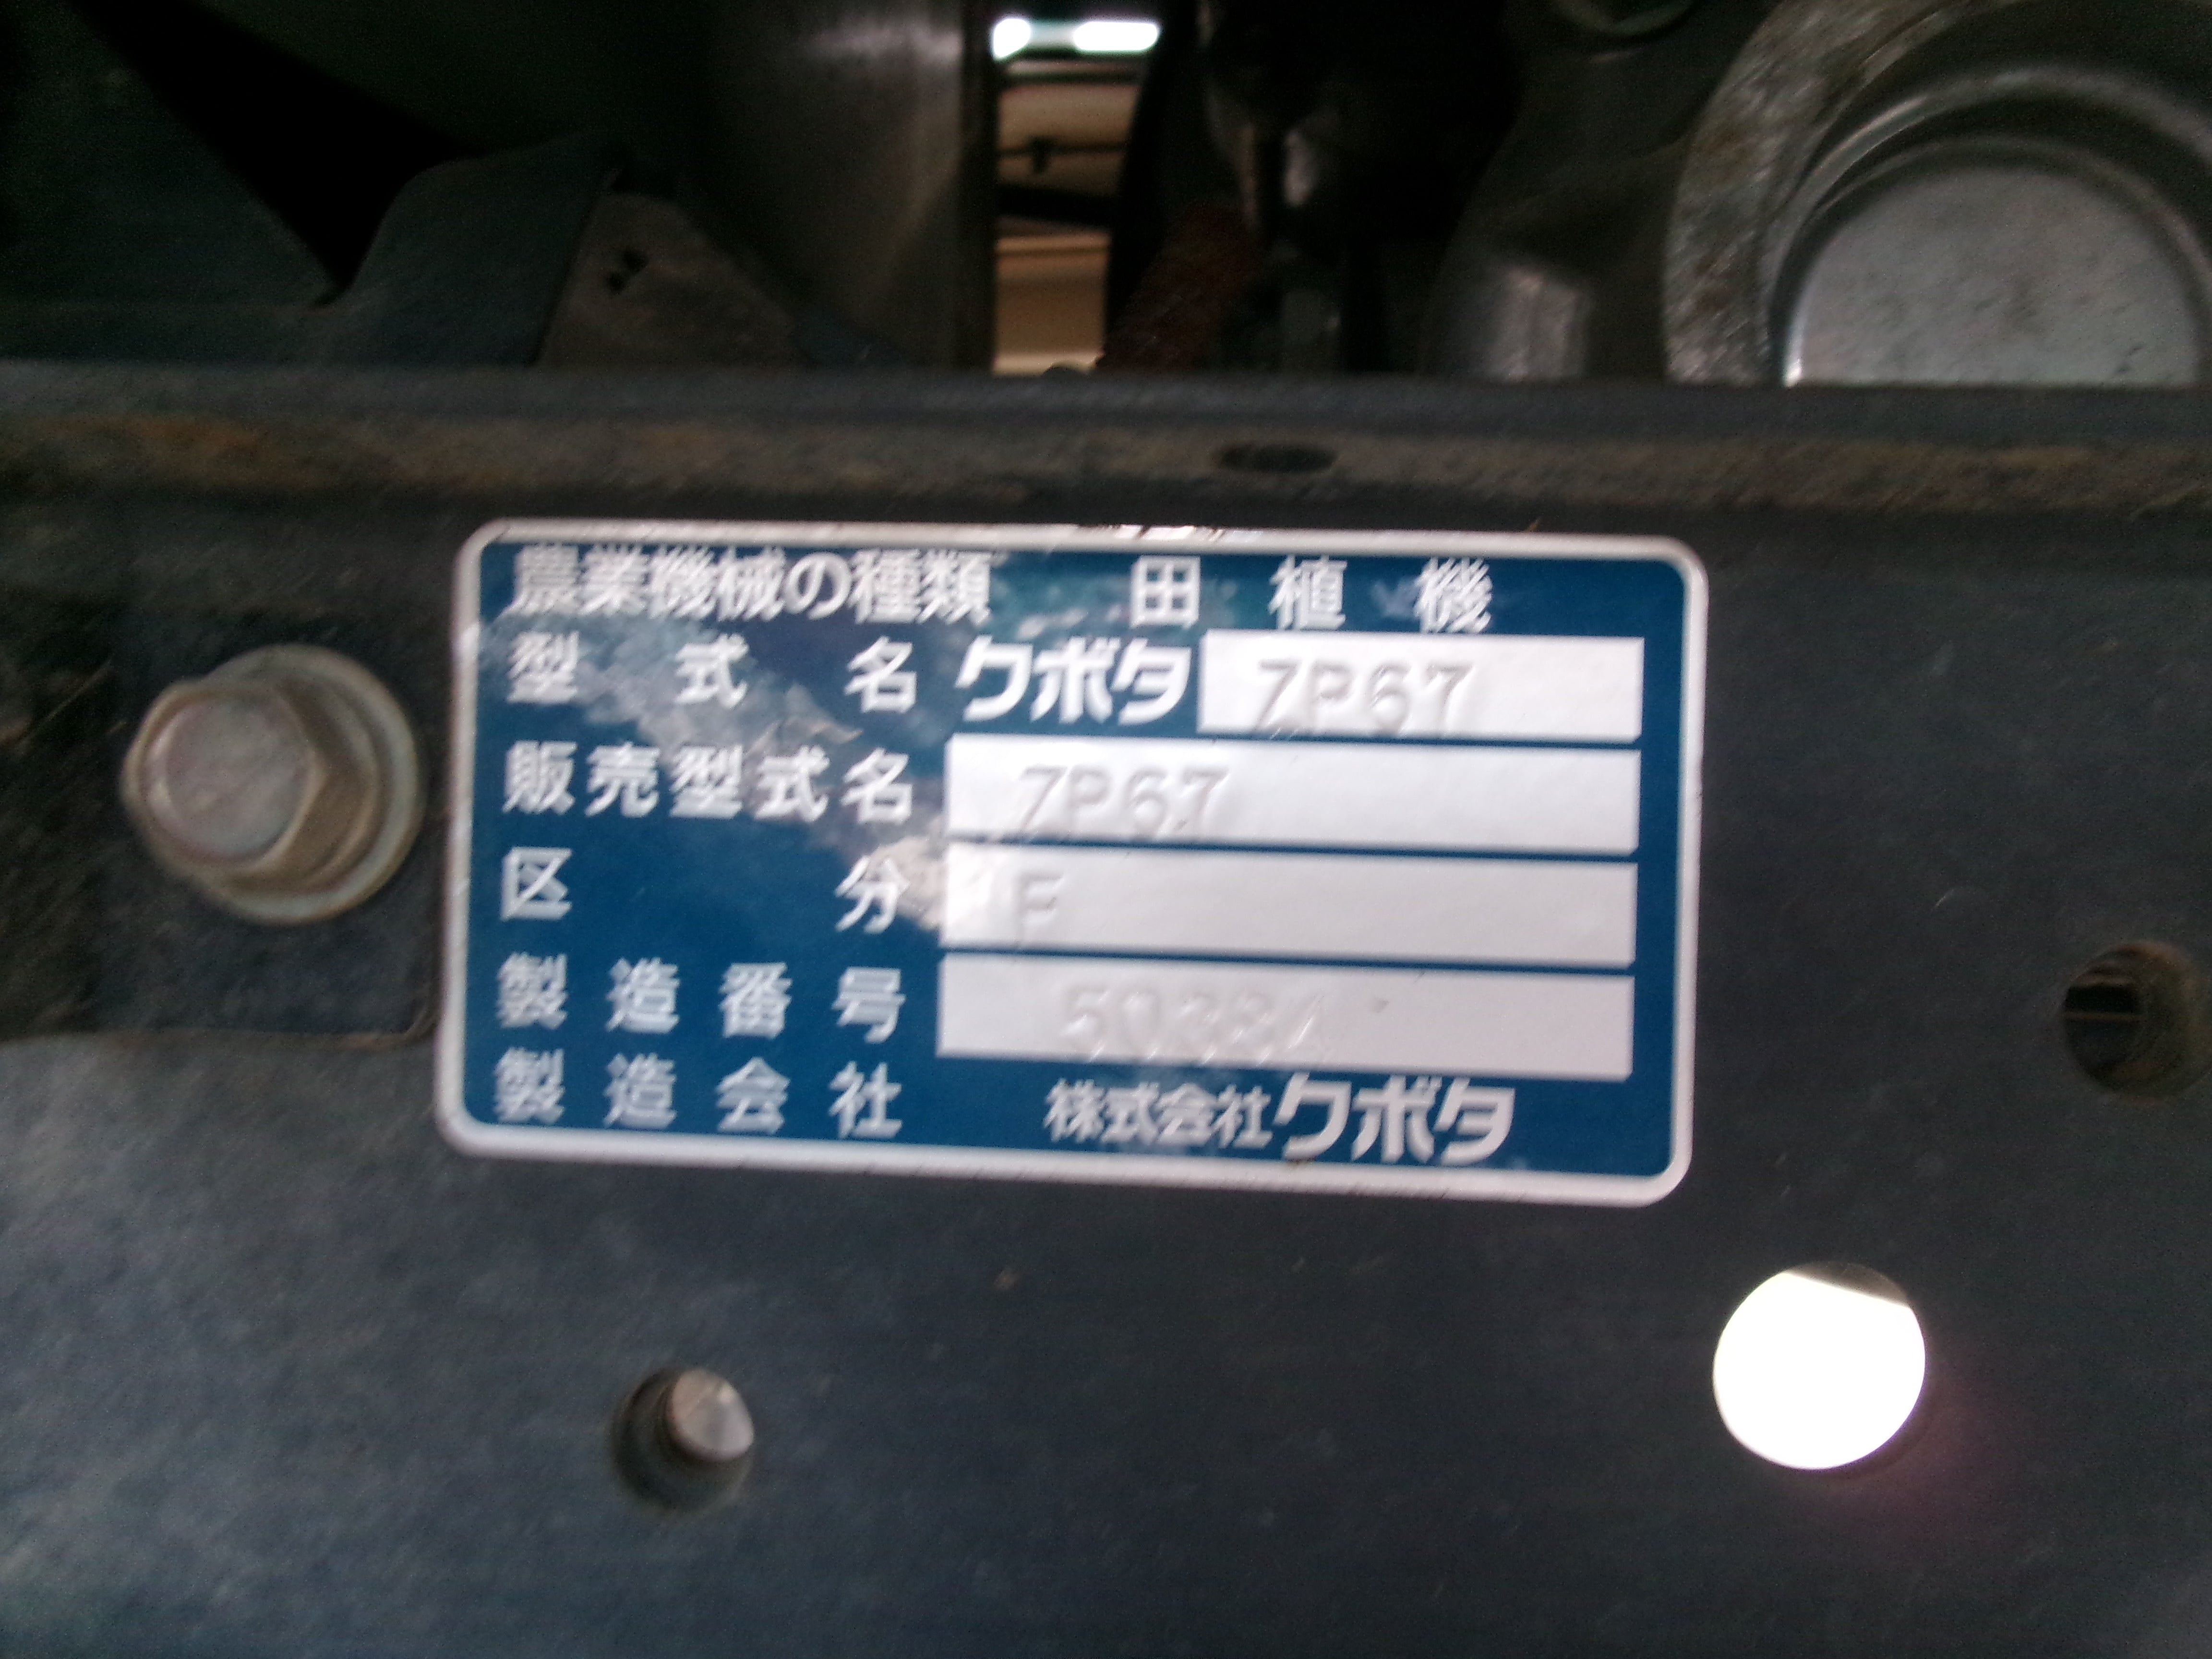 農業機械の種類 田植機
型式名 クボタ ZP67
販売型式名 ZP67
区分 F
製造番号
製造会社 株式会社クボタ